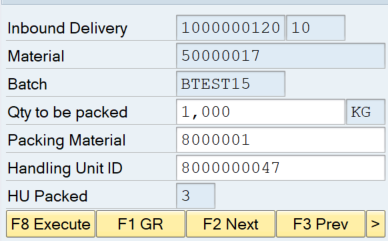 Inbound Delivery 1000000120 10
Material 50000017
Batch BTEST15
Qty to be packed 1,000 KG
Packing Material 8000001
Handling Unit ID 8000000047
HU Packed 3
F8 Execute F1 GR F2 Next F3 Prev >